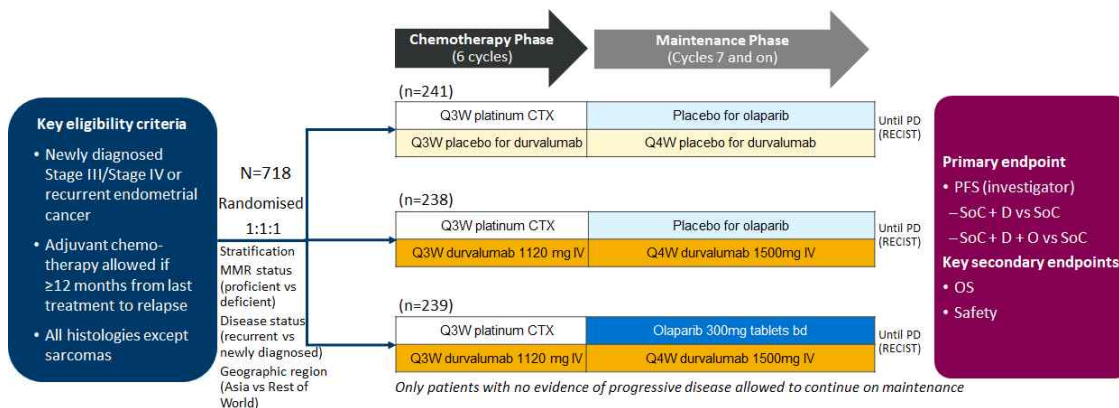 Chemotherapy Phase
(6 cycles)
Maintenance Phase
(Cycles 7 and on)
Key eligibility criteria
• Newly diagnosed
Stage III/Stage IV or
recurrent endometrial
cancer
• Adjuvant chemo-
therapy allowed if
≥12 months from last
treatment to relapse
• All histologies except
sarcomas
N=718
Randomised
1:1:1
Stratification
MMR status
(proficient vs
deficient)
Disease status
(recurrent vs
newly diagnosed)
Geographic region
(Asia vs Rest of
World)
(n=241)
Q3W platinum CTX
Placebo for olaparib
Q3W placebo for durvalumab
Q4W placebo for durvalumab
Until PD
(RECIST)
(n=238)
Q3W platinum CTX
Placebo for olaparib
Q3W durvalumab 1120 mg IV
Q4W durvalumab 1500mg IV
Until PD
(RECIST)
(n=239)
Q3W platinum CTX
Olaparib 300mg tablets bd
Q3W durvalumab 1120 mg IV
Q4W durvalumab 1500mg IV
Until PD
(RECIST)
Only patients with no evidence of progressive disease allowed to continue on maintenance
Primary endpoint
• PFS (investigator)
–SoC + D vs SoC
–SoC + D + O vs SoC
Key secondary endpoints
• OS
• Safety